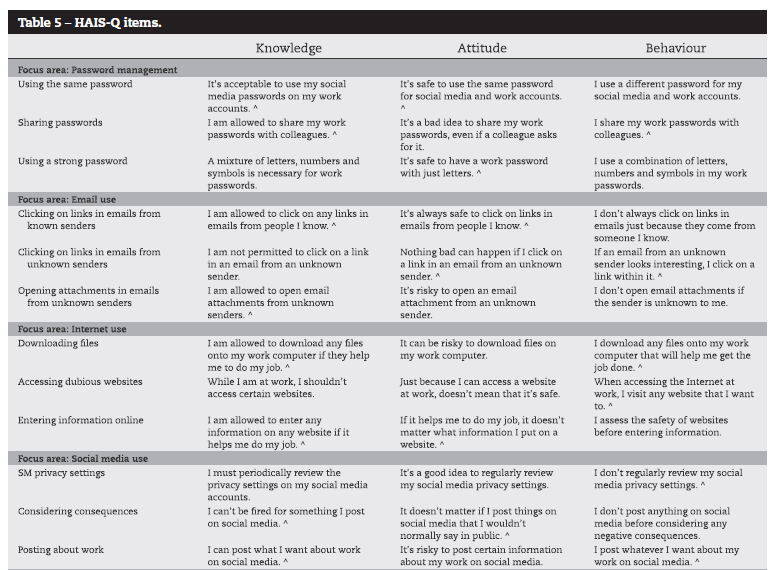 Table 5 – HAIS-Q items.
Knowledge
Attitude
Behaviour
Focus area: Password management
Using the same password
It's acceptable to use my social
media passwords on my work
accounts. ^
It's safe to use the same password
for social media and work accounts.
^
I use a different password for my
social media and work accounts.
Sharing passwords
I am allowed to share my work
passwords with colleagues. ^
It's a bad idea to share my work
passwords, even if a colleague asks
for it.
I share my work passwords with
colleagues. ^
Using a strong password
A mixture of letters, numbers and
symbols is necessary for work
passwords.
It's safe to have a work password
with just letters. ^
I use a combination of letters,
numbers and symbols in my work
passwords.
Focus area: Email use
Clicking on links in emails from
known senders
I am allowed to click on any links in
emails from people I know. ^
It's always safe to click on links in
emails from people I know. ^
I don't always click on links in
emails just because they come from
someone I know.
Clicking on links in emails from
unknown senders
I am not permitted to click on a link
in an email from an unknown
sender.
Nothing bad can happen if I click on
a link in an email from an unknown
sender. ^
If an email from an unknown
sender looks interesting, I click on a
link within it. ^
Opening attachments in emails
from unknown senders
I am allowed to open email
attachments from unknown
senders. ^
It's risky to open an email
attachment from an unknown
sender.
I don't open email attachments if
the sender is unknown to me.
Focus area: Internet use
Downloading files
I am allowed to download any files
onto my work computer if they help
me to do my job. ^
It can be risky to download files on
my work computer.
I download any files onto my work
computer that will help me get the
job done. ^
Accessing dubious websites
While I am at work, I shouldn't
access certain websites.
Just because I can access a website
at work, doesn't mean that it's safe.
When accessing the Internet at
work, I visit any website that I want
to. ^
Entering information online
I am allowed to enter any
information on any website if it
helps me do my job. ^
If it helps me to do my job, it doesn't
matter what information I put on a
website. ^
I assess the safety of websites
before entering information.
Focus area: Social media use
SM privacy settings
I must periodically review the
privacy settings on my social media
accounts.
It's a good idea to regularly review
my social media privacy settings.
I don't regularly review my social
media privacy settings. ^
Considering consequences
I can't be fired for something I post
on social media. ^
It doesn't matter if I post things on
social media that I wouldn't
normally say in public. ^
I don't post anything on social
media before considering any
negative consequences.
Posting about work
I can post what I want about work
on social media. ^
It's risky to post certain information
about my work on social media.
I post whatever I want about my
work on social media. ^